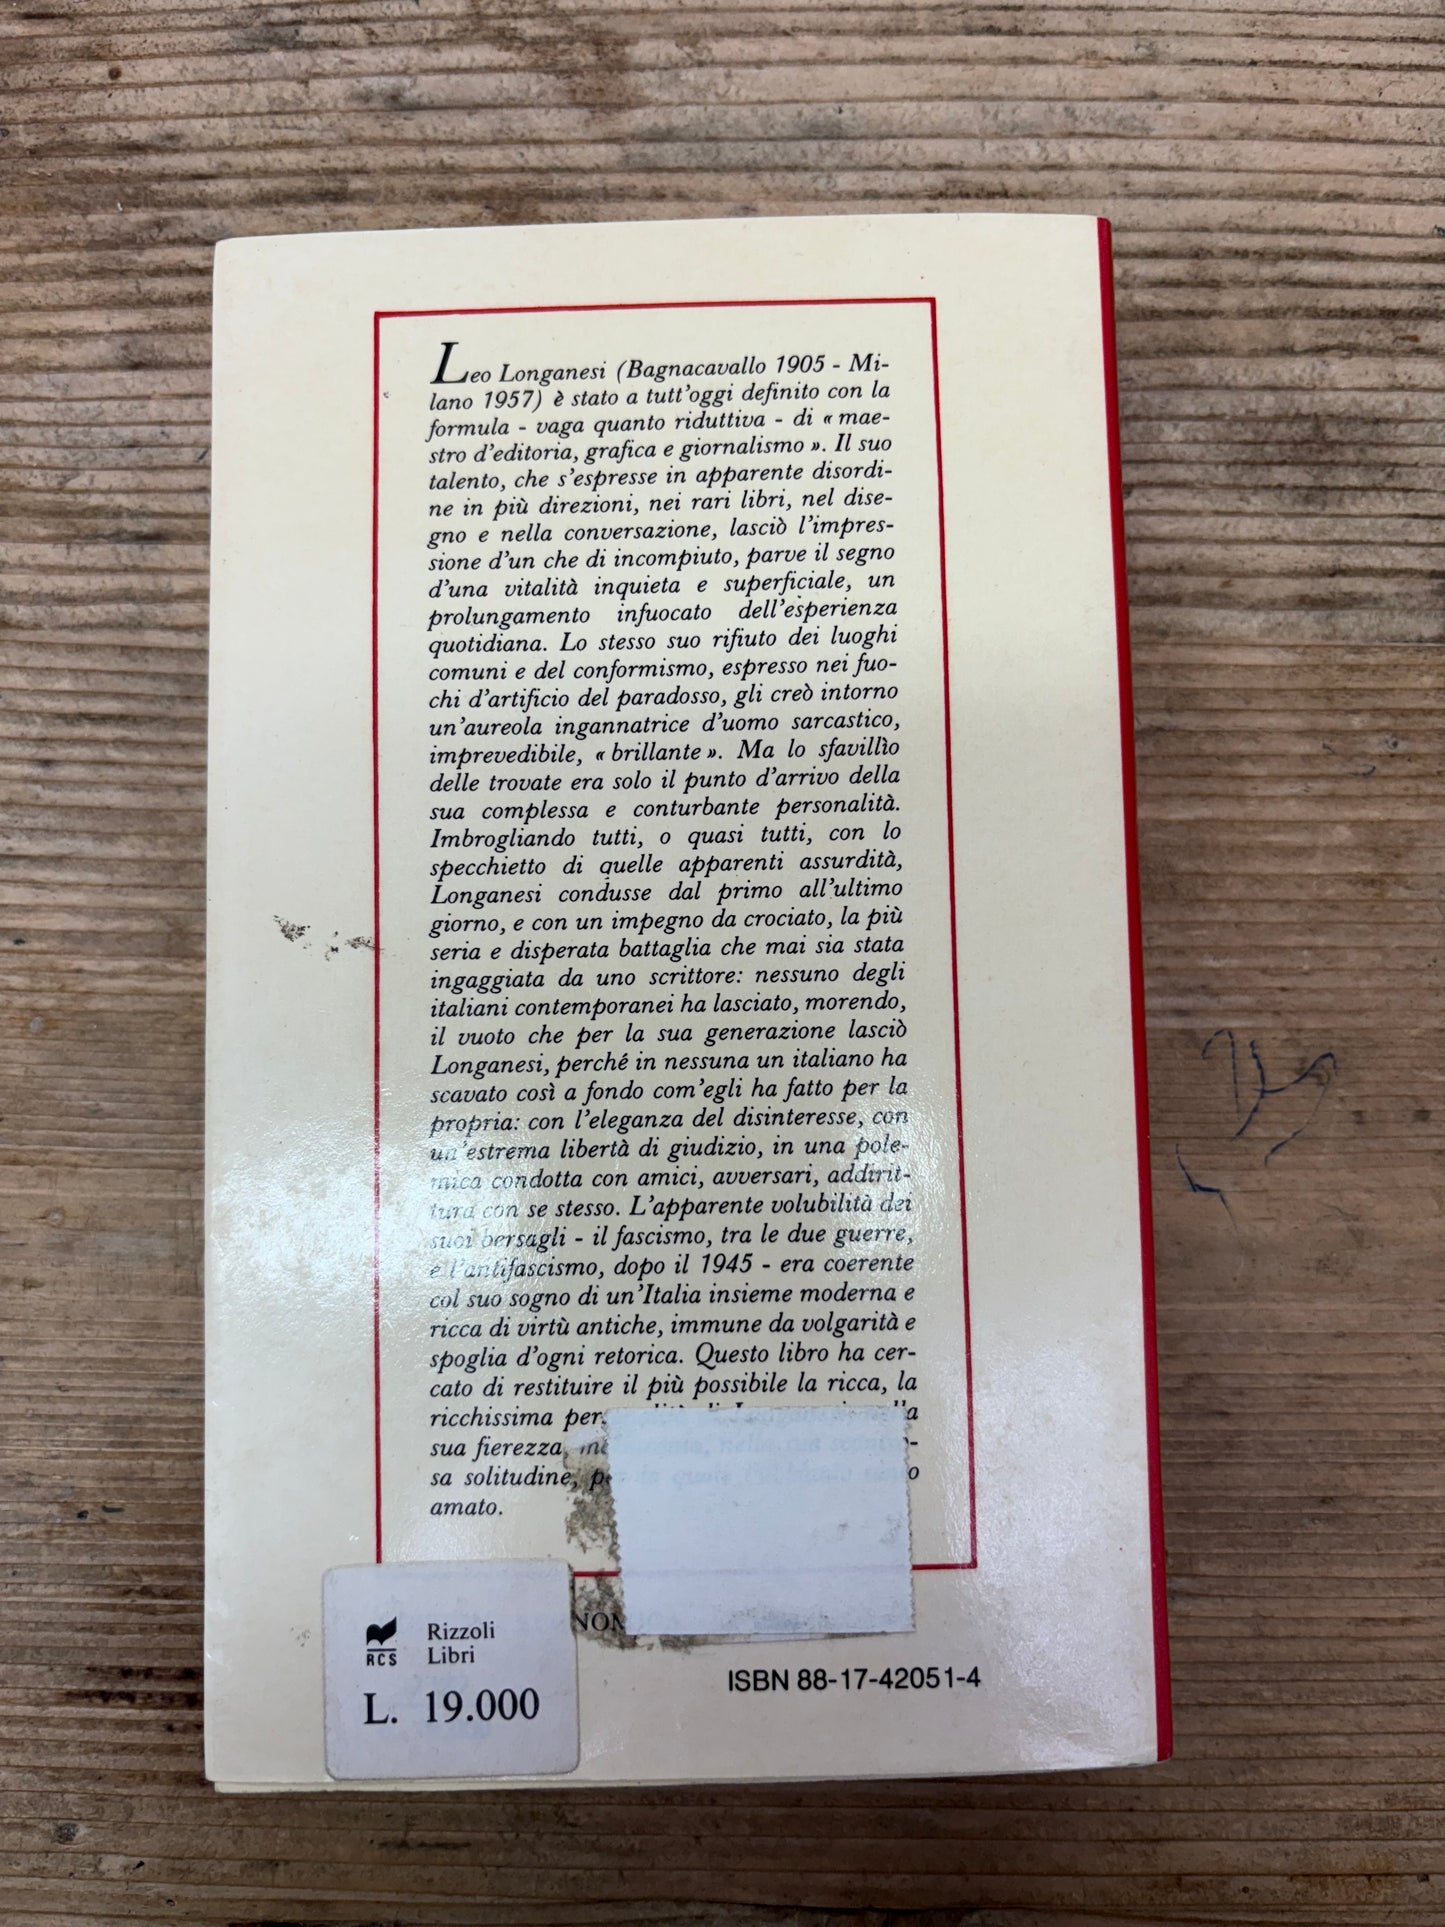 Leo Longanesi (Bagnacavallo 1905 - Mi-
lano 1957) è stato a tutt'oggi definito con la
formula - vaga quanto riduttiva - di « mae-
stro d'editoria, grafica e giornalismo ». Il suo
talento, che s'espresse in apparente disordi-
ne in più direzioni, nei rari libri, nel dise-
gno e nella conversazione, lasciò l'impres-
sione d'un che di incompiuto, parve il segno
d'una vitalità inquieta e superficiale, un
prolungamento infuocato dell'esperienza
quotidiana. Lo stesso suo rifiuto dei luoghi
comuni e del conformismo, espresso nei fuo-
chi d'artificio del paradosso, gli creò intorno
un'aureola ingannatrice d'uomo sarcastico,
imprevedibile, « brillante ». Ma lo sfavillìo
delle trovate era solo il punto d'arrivo della
sua complessa e conturbante personalità.
Imbrogliando tutti, o quasi tutti, con lo
specchietto di quelle apparenti assurdità,
Longanesi condusse dal primo all'ultimo
giorno, e con un impegno da crociato, la più
seria e disperata battaglia che mai sia stata
ingaggiata da uno scrittore: nessuno degli
italiani contemporanei ha lasciato, morendo,
il vuoto che per la sua generazione lasciò
Longanesi, perché in nessuna un italiano ha
scavato così a fondo com'egli ha fatto per la
propria: con l'eleganza del disinteresse, con
un'estrema libertà di giudizio, in una pole-
mica condotta con amici, avversari, addirit-
tura con se stesso. L'apparente volubilità dei
suoi bersagli - il fascismo, tra le due guerre,
e l'antifascismo, dopo il 1945 - era coerente
col suo sogno di un'Italia insieme moderna e
ricca di virtù antiche, immune da volgarità e
spoglia d'ogni retorica. Questo libro ha cer-
cato di restituire il più possibile la ricca, la
ricchissima
sua fierezza,
sa solitudine,
amato.
RCS
Rizzoli
Libri
L. 19.000
ISBN 88-17-42051-4